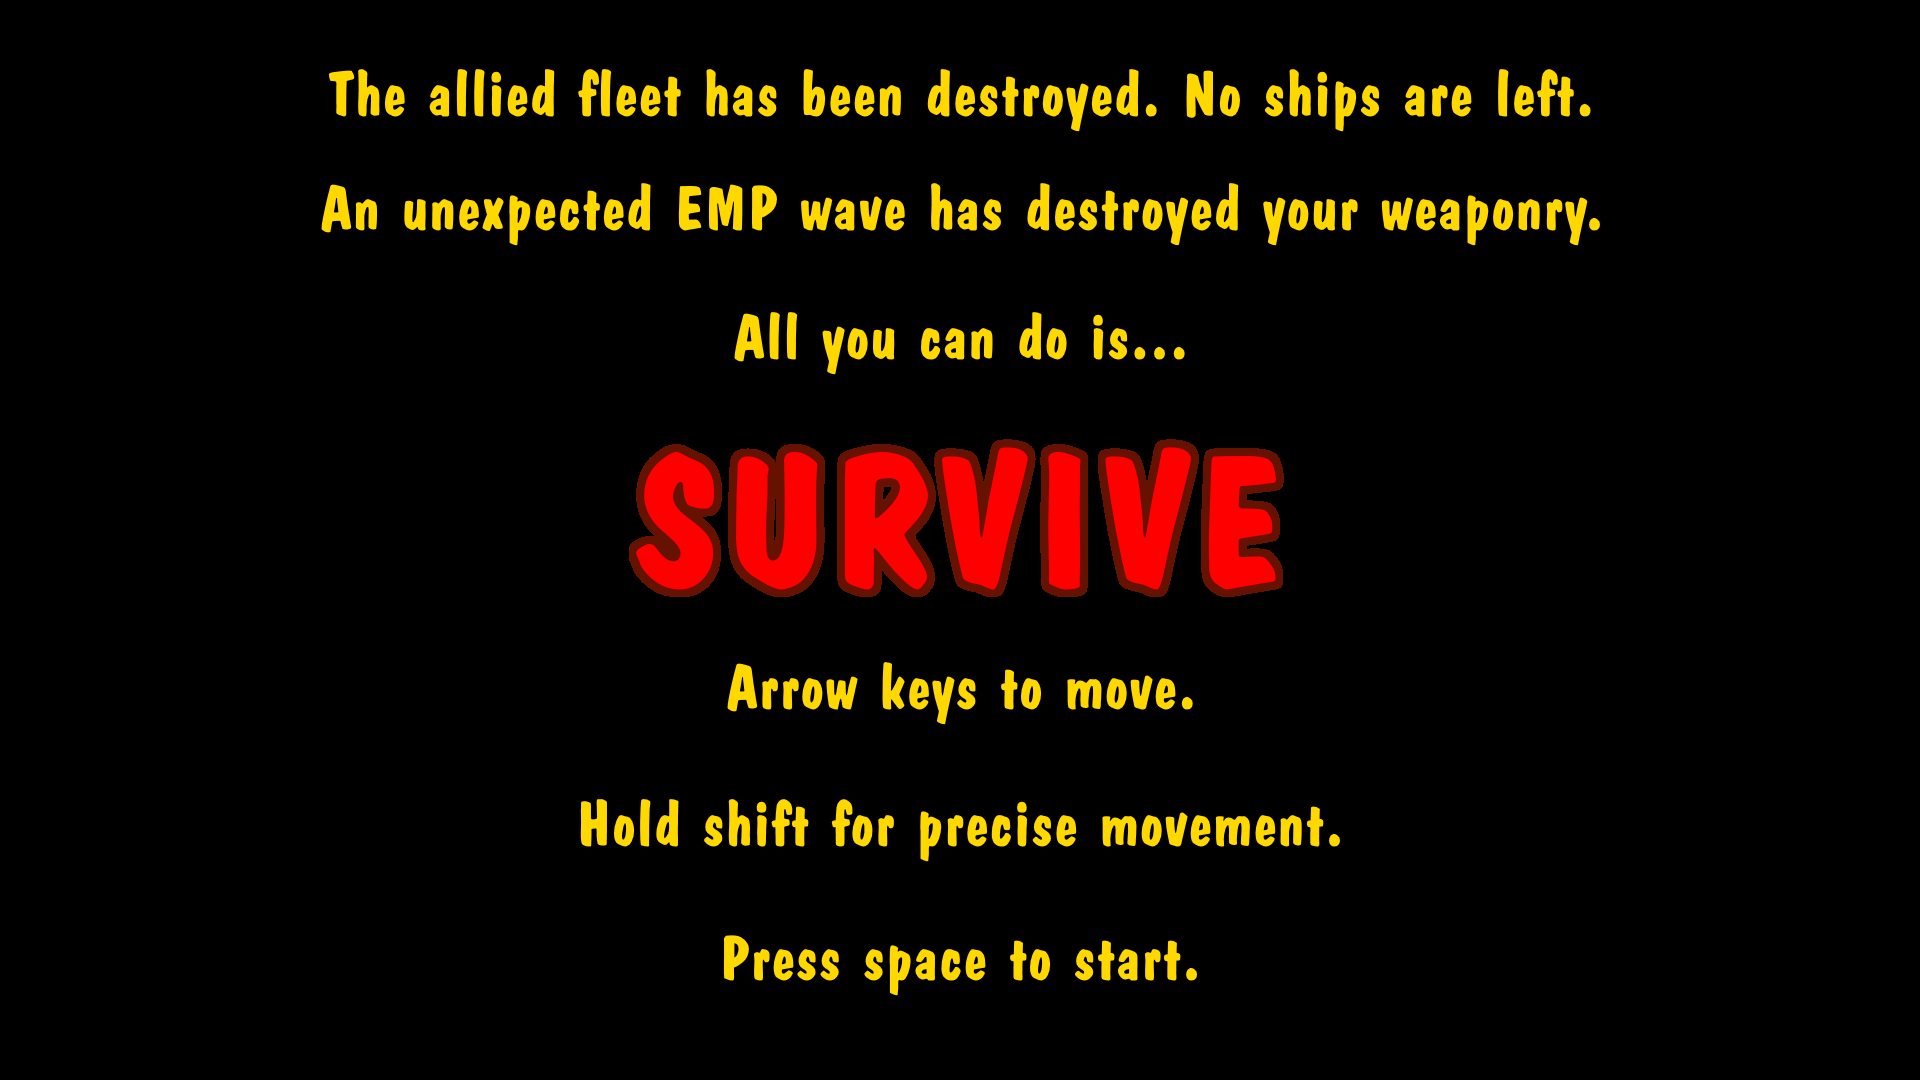 The allied fleet has been destroyed. No ships are left.
An unexpected EMP wave has destroyed your weaponry.
All you can do is...
SURVIVE
Arrow keys to move.
Hold shift for precise movement.
Press space to start.